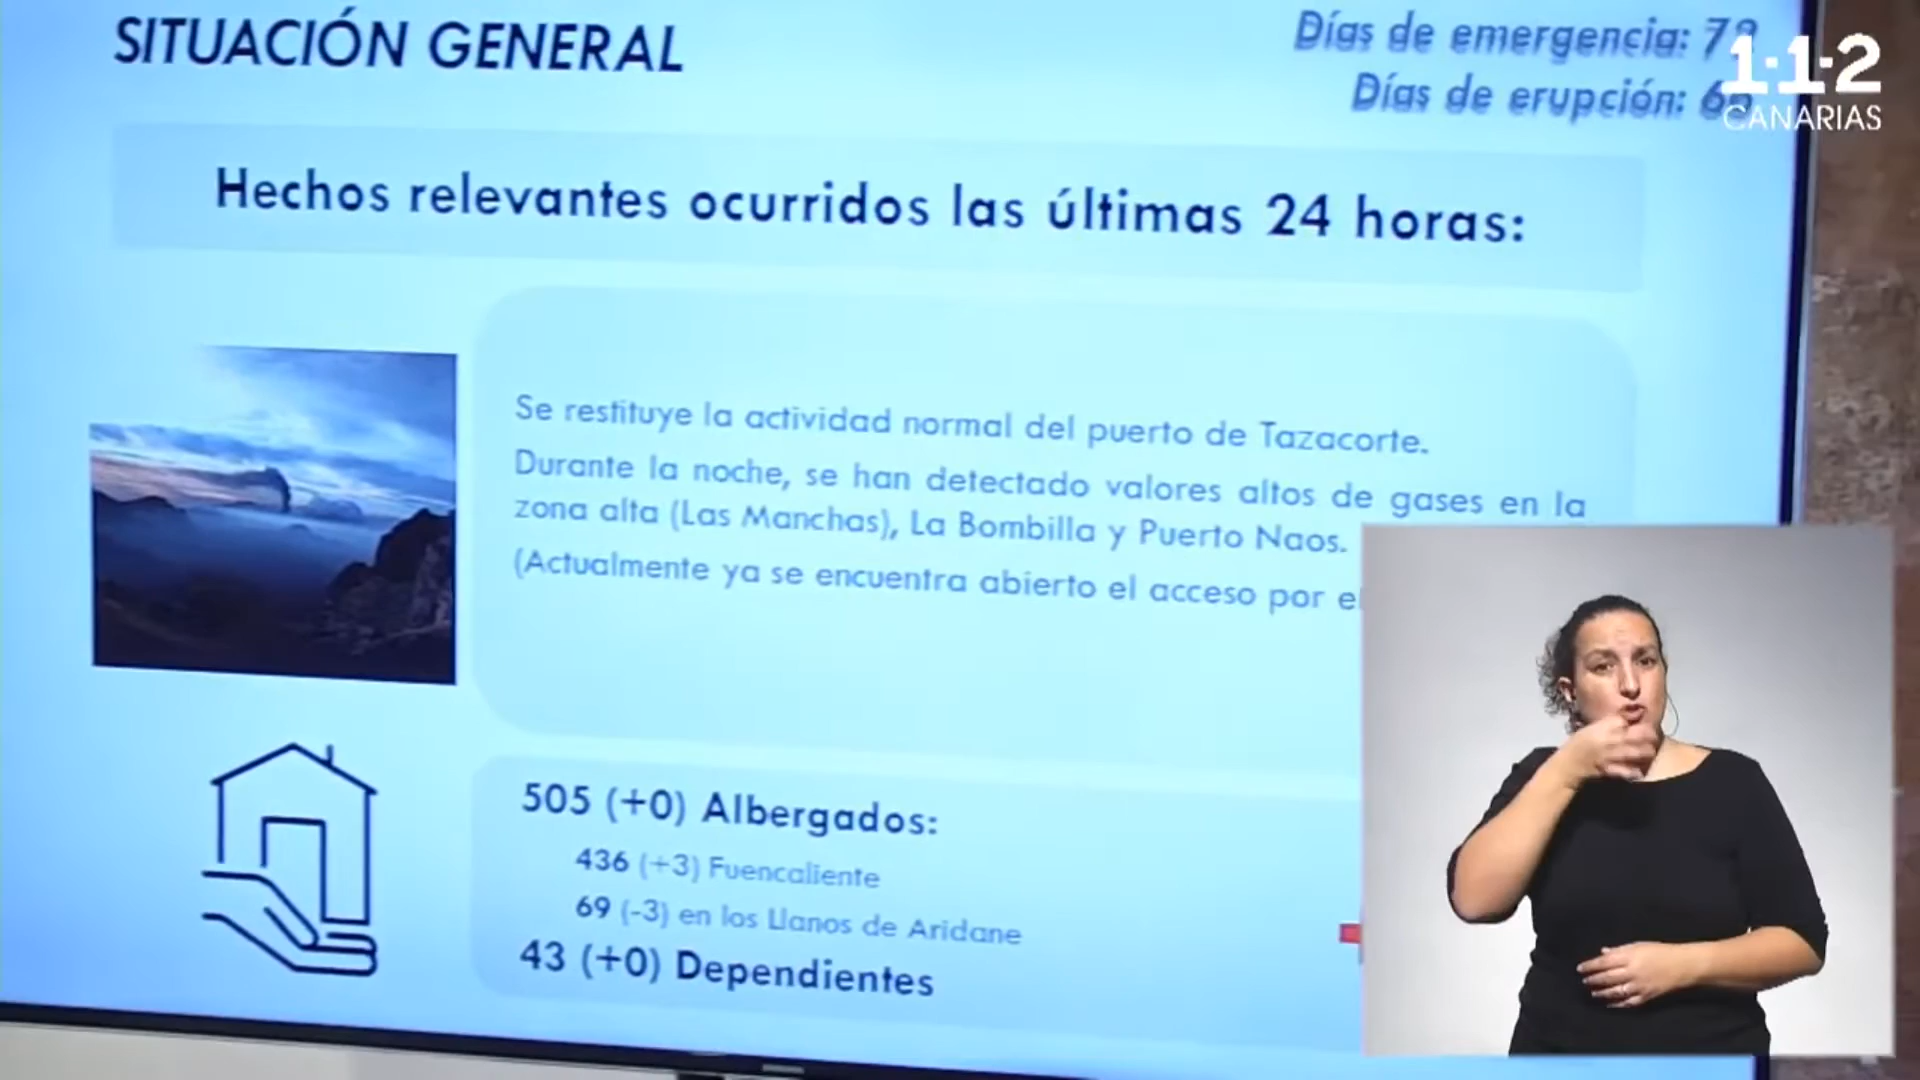 SITUACIÓN GENERAL
Días de emergencia:
Días de erupción:
1·1·2
CANARIAS
Hechos relevantes ocurridos las últimas 24 horas:
Se restituye la actividad normal del puerto de Tazacorte.
Durante la noche, se han detectado valores altos de gases en la
zona alta (Las Manchas), La Bombilla y Puerto Naos.
(Actualmente ya se encuentra abierto el acceso por
505 (+0) Albergados:
436 (+3) Fuencaliente
69 (-3) en los Llanos de Aridane
43 (+0) Dependientes